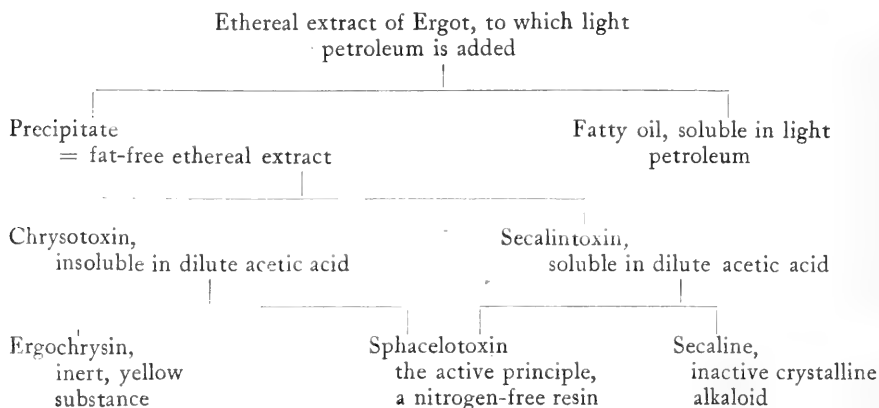 Ethereal extract of Ergot, to which light
petroleum is added
Precipitate
= fat-free ethereal extract
Fatty oil, soluble in light
petroleum
Chrysotoxin,
insoluble in dilute acetic acid
Secalintoxin,
soluble in dilute acetic acid
Ergochrysin,
inert, yellow
substance
Sphacelotoxin
the active principle,
a nitrogen-free resin
Secaline,
inactive crystalline
alkaloid